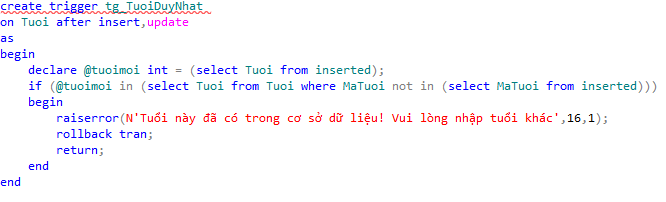 create trigger tg_TuoiDuyNhat
on Tuoi after insert,update
as
begin
declare @tuoimoi int = (select Tuoi from inserted);
if (@tuoimoi in (select Tuoi from Tuoi where MaTuoi not in (select MaTuoi from inserted)))
begin
raiserror(N'Tuổi này đã có trong cơ sở dữ liệu! Vui lòng nhập tuổi khác',16,1);
rollback tran;
return;
end
end